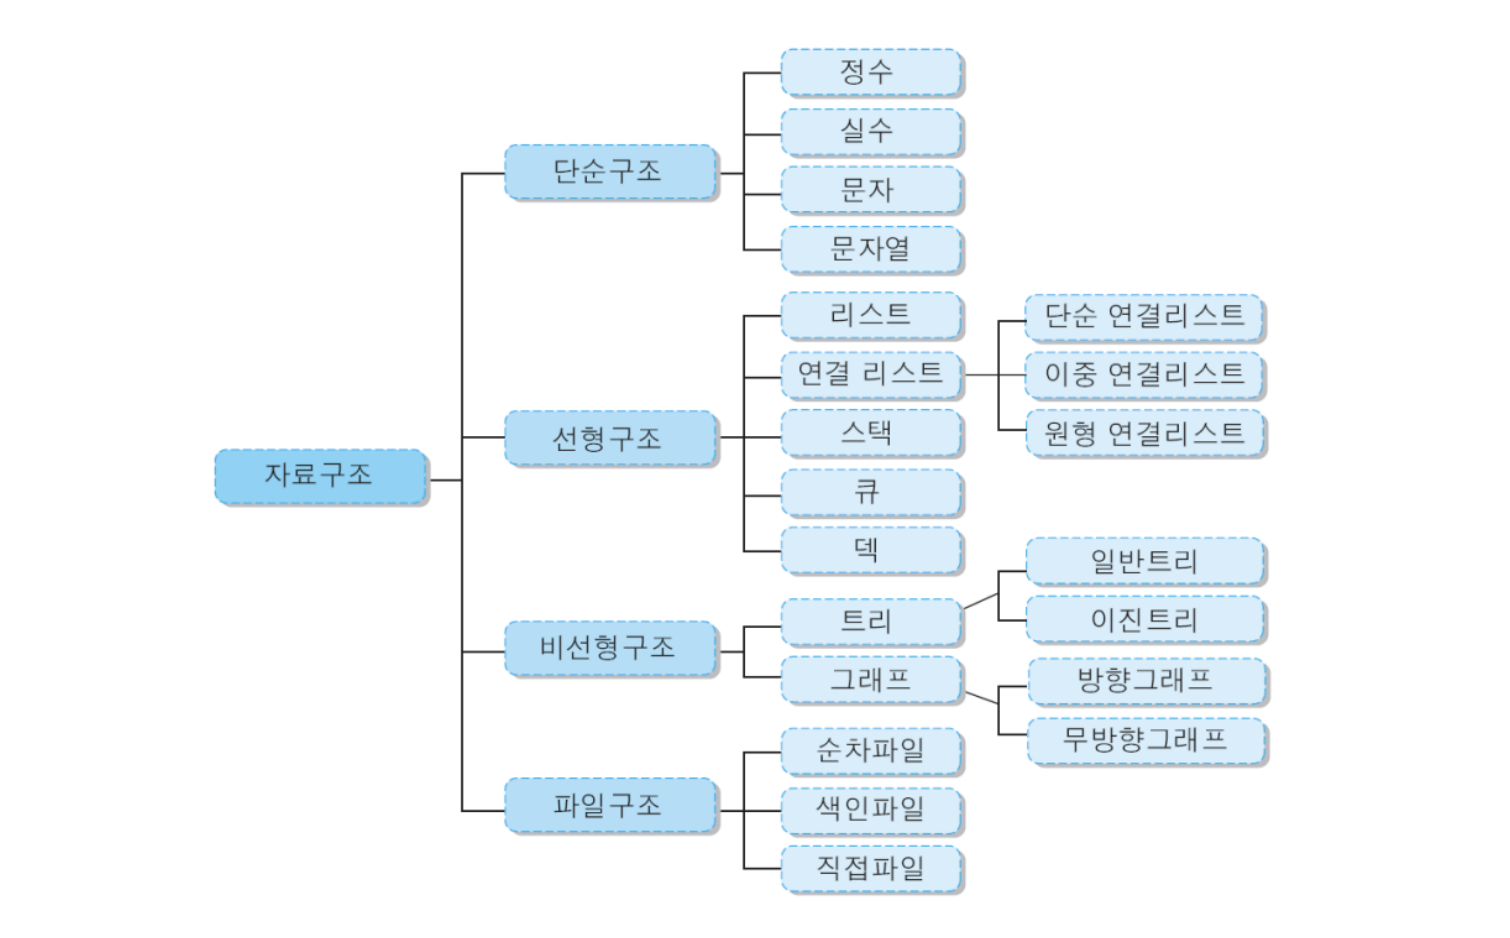 자료구조
단순구조
정수
실수
문자
문자열
선형구조
리스트
연결 리스트
단순 연결리스트
이중 연결리스트
원형 연결리스트
스택
큐
덱
비선형구조
트리
일반트리
이진트리
그래프
방향그래프
무방향그래프
파일구조
순차파일
색인파일
직접파일